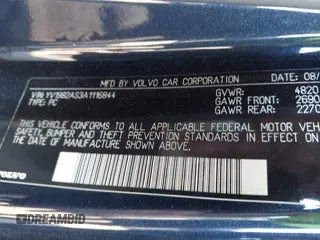 MFD BY VOLVO CAR CORPORATION DATE: 08/
VIN: YV1982AS3A1116844 GVWR: 4820
TYPE: PC GAWR FRONT: 2690
GAWR REAR: 2270
THIS VEHICLE CONFORMS TO ALL APPLICABLE FEDERAL MOTOR VEH
SAFETY, BUMPER AND THEFT PREVENTION STANDARDS IN EFFECT ON
THE DATE OF MANUFACTURE SHOWN ABOVE
VOLVO
DREAMBID